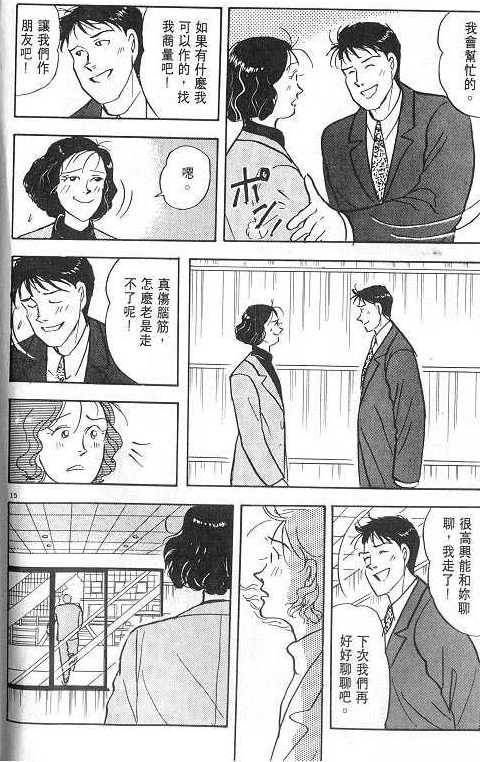 我會幫忙的。
ポン
如果有什麼我
可以作的，找
我商量吧！
讓我們作
朋友吧！
嗯。
真傷腦筋，
怎麼老是走
不了呢！
很高興能和妳聊
聊，我走了！
下次我們再
好好聊聊吧。
15